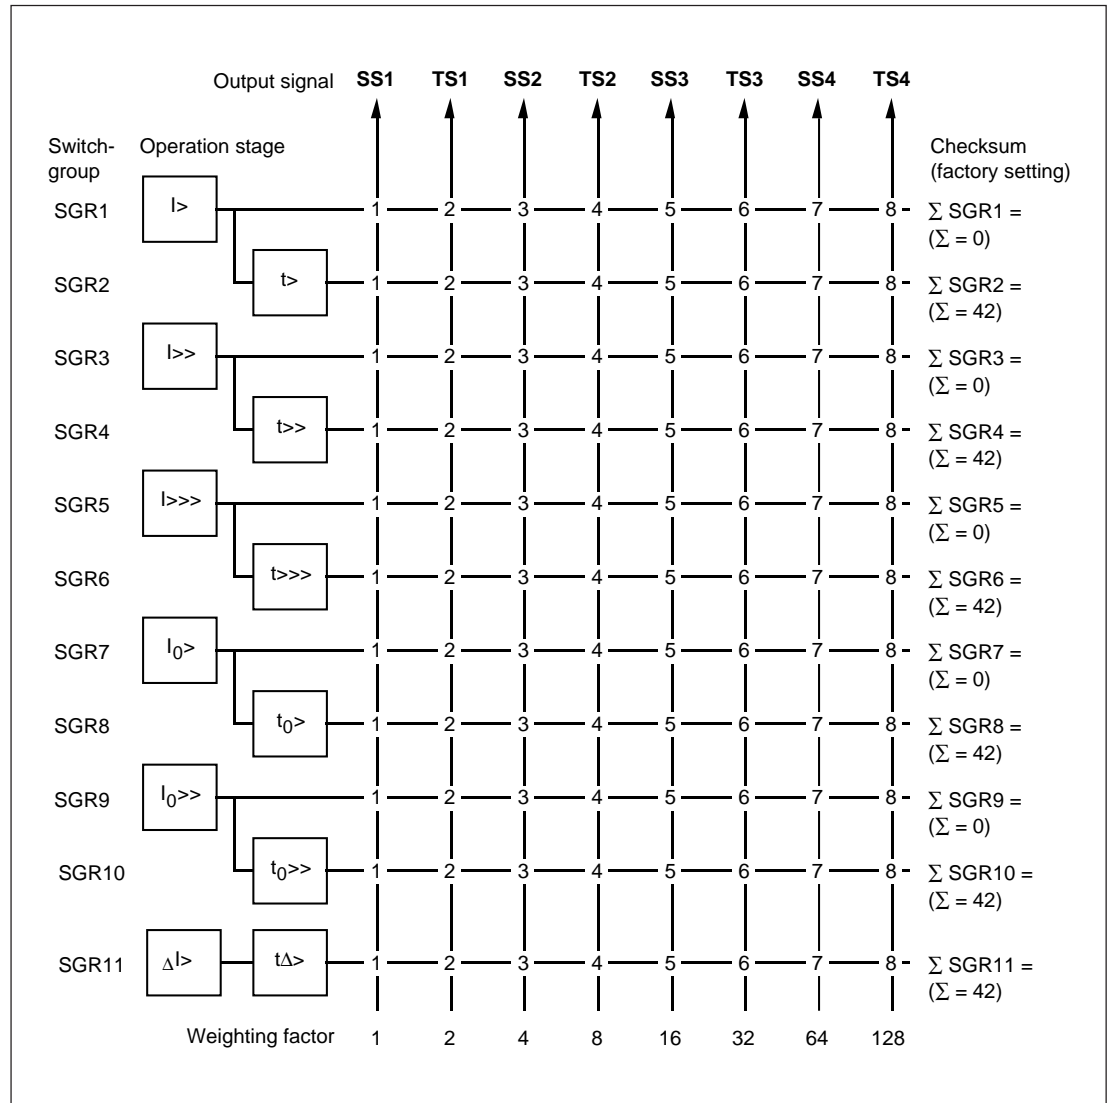 Output signal SS1 TS1 SS2 TS2 SS3 TS3 SS4 TS4
Switch- Operation stage Checksum
group (factory setting)
SGR1 I> 1 2 3 4 5 6 7 8 Σ SGR1 =
(Σ = 0)
SGR2 t> 1 2 3 4 5 6 7 8 Σ SGR2 =
(Σ = 42)
SGR3 I>> 1 2 3 4 5 6 7 8 Σ SGR3 =
(Σ = 0)
SGR4 t>> 1 2 3 4 5 6 7 8 Σ SGR4 =
(Σ = 42)
SGR5 I>>> 1 2 3 4 5 6 7 8 Σ SGR5 =
(Σ = 0)
SGR6 t>>> 1 2 3 4 5 6 7 8 Σ SGR6 =
(Σ = 42)
SGR7 I0> 1 2 3 4 5 6 7 8 Σ SGR7 =
(Σ = 0)
SGR8 t0> 1 2 3 4 5 6 7 8 Σ SGR8 =
(Σ = 42)
SGR9 I0>> 1 2 3 4 5 6 7 8 Σ SGR9 =
(Σ = 0)
SGR10 t0>> 1 2 3 4 5 6 7 8 Σ SGR10 =
(Σ = 42)
SGR11 ΔI> tΔ> 1 2 3 4 5 6 7 8 Σ SGR11 =
(Σ = 42)
Weighting factor 1 2 4 8 16 32 64 128